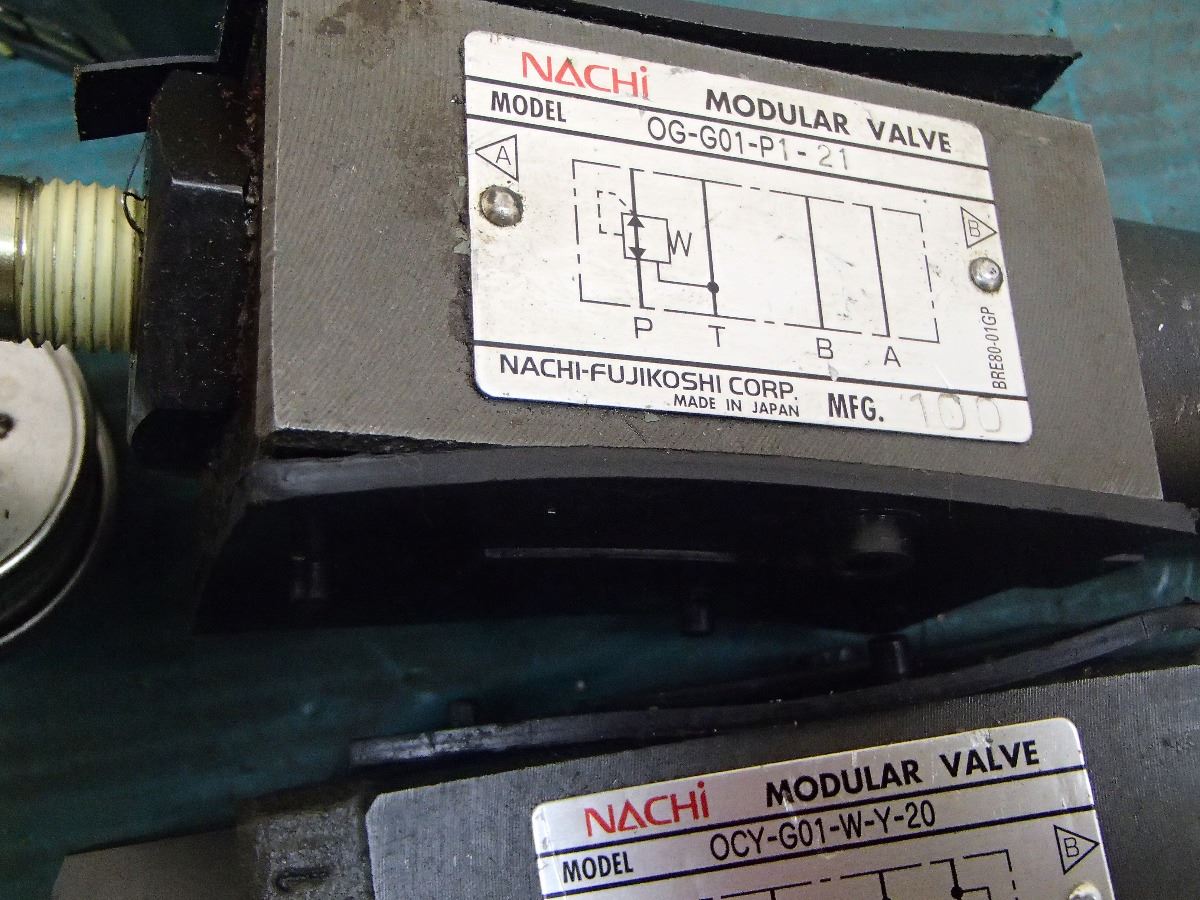 NACHi MODULAR VALVE
MODEL OG-G01-P1-21
A
B
W
P T B A
BRE80-01GP
NACHI-FUJIKOSHI CORP.
MADE IN JAPAN MFG. 100
NACHi MODULAR VALVE
MODEL OCY-G01-W-Y-20
B